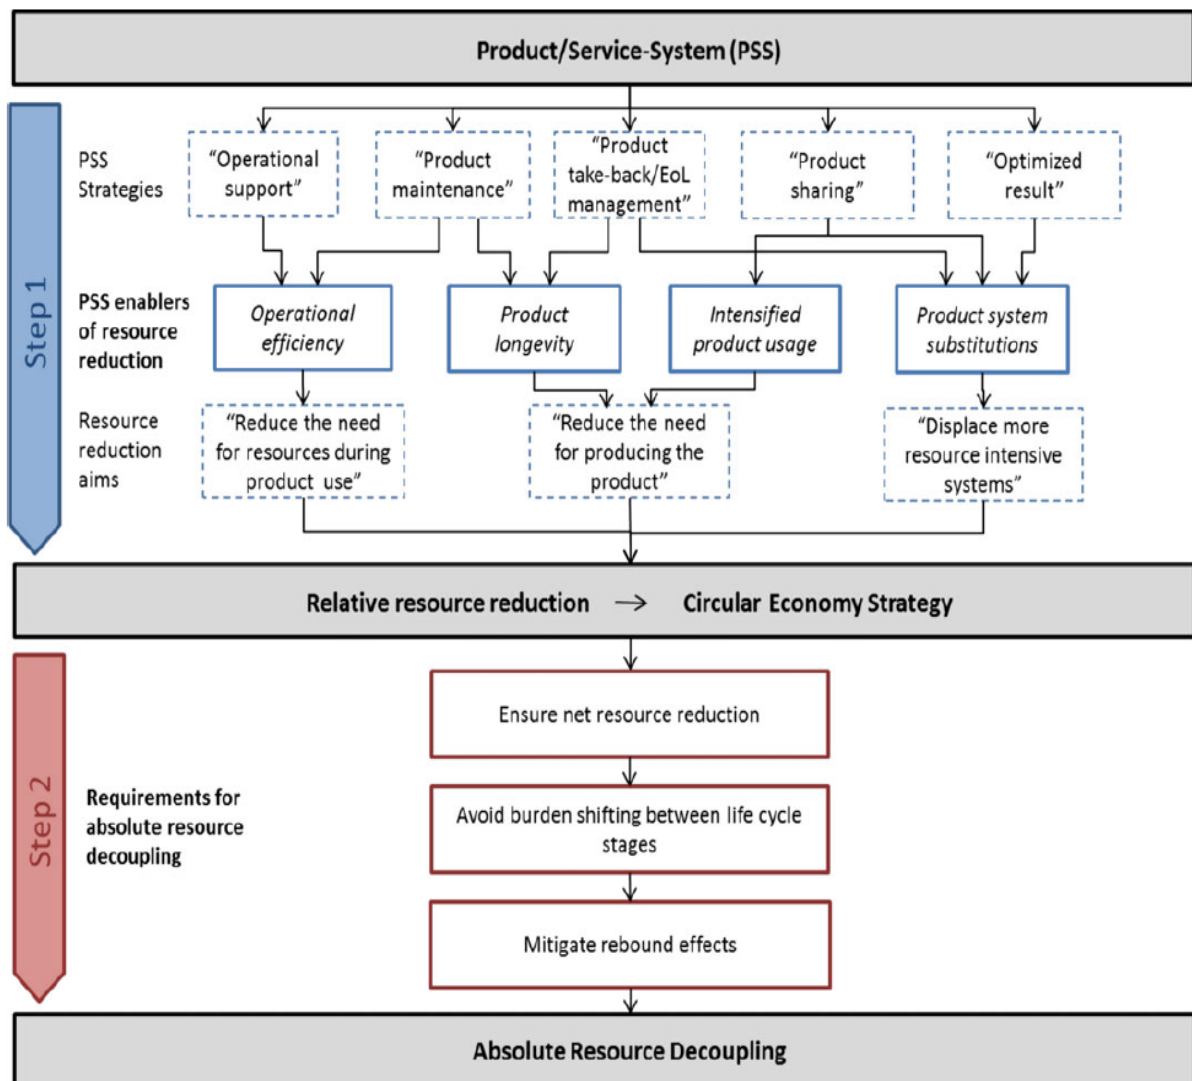 Product/Service-System (PSS)
Step 1
PSS
Strategies
“Operational
support”
“Product
maintenance”
“Product
take-back/EoL
management”
“Product
sharing”
“Optimized
result”
PSS enablers
of resource
reduction
Operational
efficiency
Product
longevity
Intensified
product usage
Product system
substitutions
Resource
reduction
aims
“Reduce the need
for resources during
product use”
“Reduce the need
for producing the
product”
“Displace more
resource intensive
systems”
Relative resource reduction → Circular Economy Strategy
Step 2
Requirements for
absolute resource
decoupling
Ensure net resource reduction
Avoid burden shifting between life cycle
stages
Mitigate rebound effects
Absolute Resource Decoupling